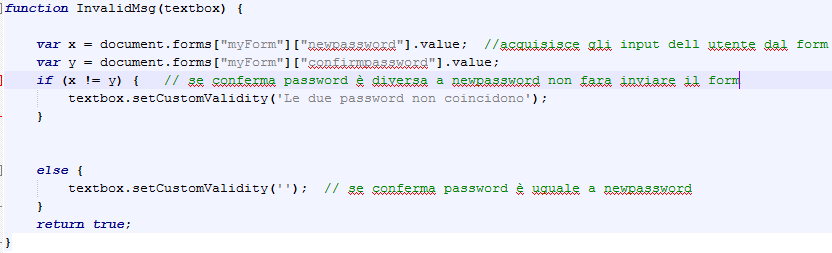 function InvalidMsg(textbox) {
var x = document.forms["myForm"]["newpassword"].value;  //acquisisce gli input dell utente dal form
var y = document.forms["myForm"]["confirmpassword"].value;
if (x != y) {   // se conferma password è diversa a newpassword non fara inviare il form
textbox.setCustomValidity('Le due password non coincidono');
}
else {
textbox.setCustomValidity('');  // se conferma password è uguale a newpassword
}
return true;
}